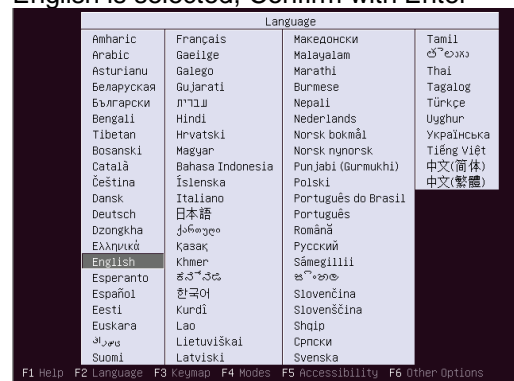 English is selected, Confirm with Enter
Language
Amharic
Arabic
Asturianu
Беларуская
Български
Bengali
Tibetan
Bosanski
Català
Čeština
Dansk
Deutsch
Dzongkha
Ελληνικά
English
Esperanto
Español
Eesti
Euskara
فارسی
Suomi
Français
Gaeilge
Galego
Gujarati
עברית
Hindi
Hrvatski
Magyar
Bahasa Indonesia
Íslenska
Italiano
日本語
ქართული
Қазақ
Khmer
ಕನ್ನಡ
한국어
Kurdî
Lao
Lietuviškai
Latviski
Македонски
Malayalam
Marathi
Burmese
Nepali
Nederlands
Norsk bokmål
Norsk nynorsk
Punjabi (Gurmukhi)
Polski
Português do Brasil
Português
Română
Русский
Sámegillii
සිංහල
Slovenčina
Slovenščina
Shqip
Српски
Svenska
Tamil
తెలుగు
Thai
Tagalog
Türkçe
Uyghur
Українська
Tiếng Việt
中文(简体)
中文(繁體)
F1 Help F2 Language F3 Keymap F4 Modes F5 Accessibility F6 Other Options